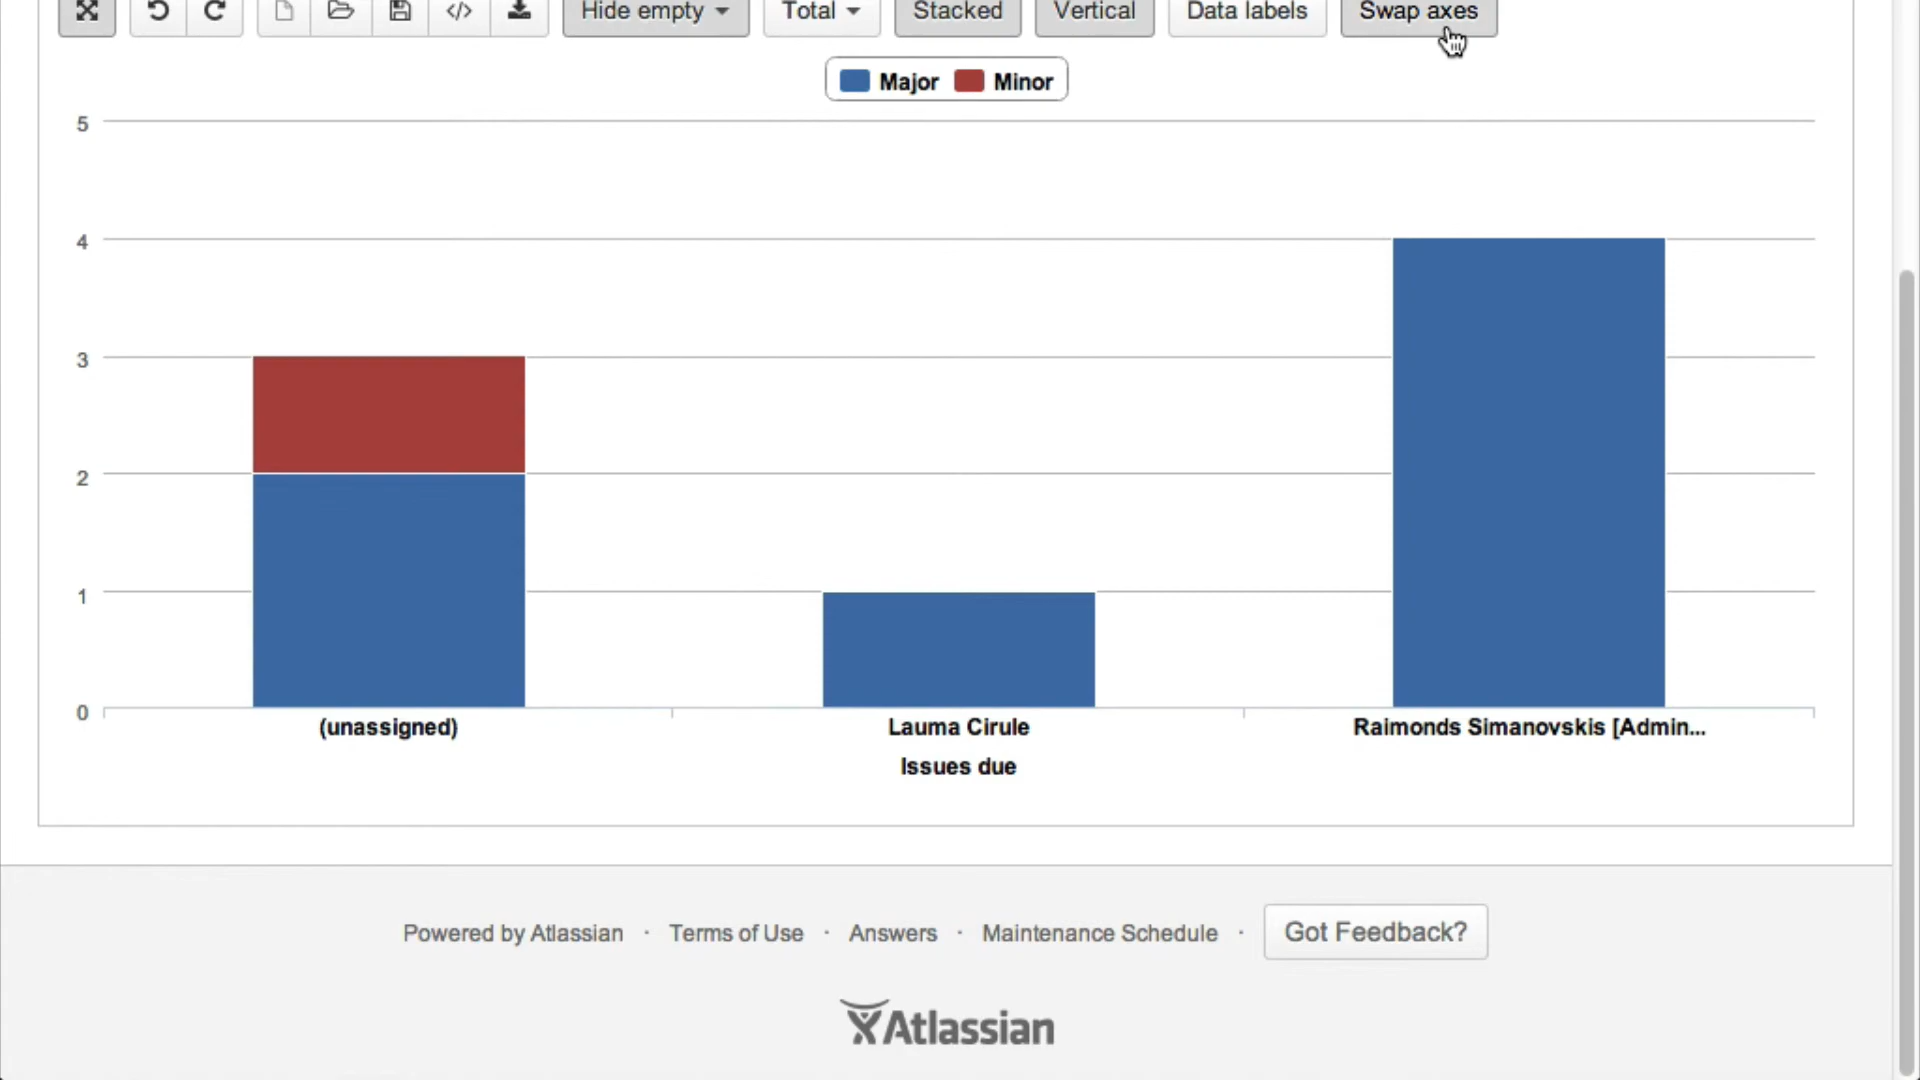 Hide empty Total Stacked Vertical Data labels Swap axes
Major Minor
5
4
3
2
1
0
(unassigned) Lauma Cirule Raimonds Simanovskis [Admin...
Issues due
Powered by Atlassian · Terms of Use · Answers · Maintenance Schedule · Got Feedback?
Atlassian